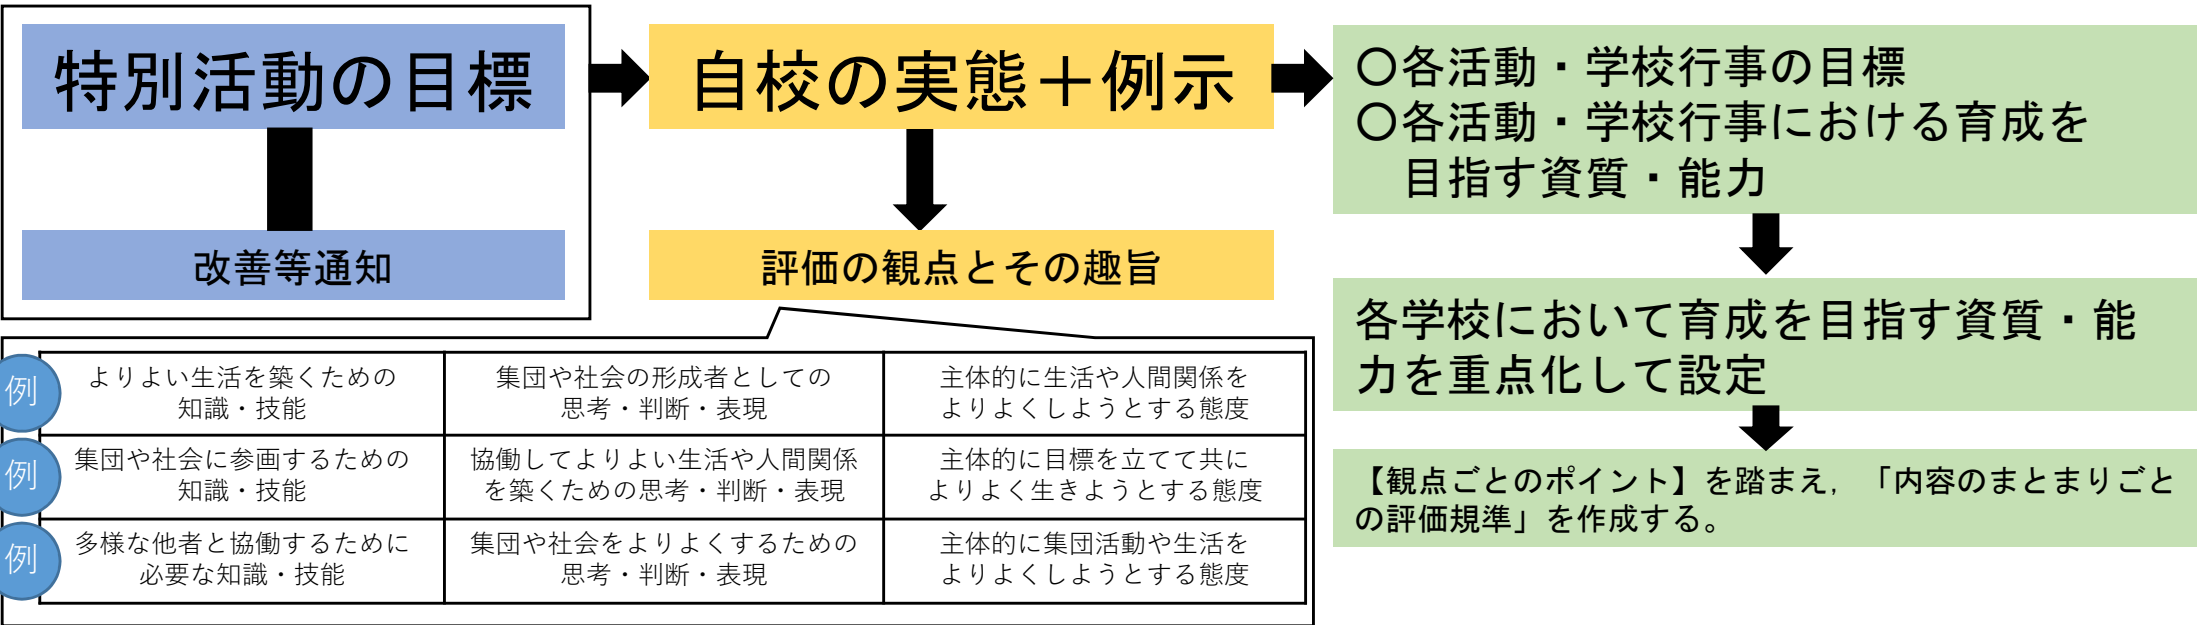 特別活動の目標
改善等通知
自校の実態＋例示
評価の観点とその趣旨
例
よりよい生活を築くための
知識・技能
集団や社会の形成者としての
思考・判断・表現
主体的に生活や人間関係を
よりよくしようとする態度
例
集団や社会に参画するための
知識・技能
協働してよりよい生活や人間関係
を築くための思考・判断・表現
主体的に目標を立てて共に
よりよく生きようとする態度
例
多様な他者と協働するために
必要な知識・技能
集団や社会をよりよくするための
思考・判断・表現
主体的に集団活動や生活を
よりよくしようとする態度
〇各活動・学校行事の目標
〇各活動・学校行事における育成を
目指す資質・能力
各学校において育成を目指す資質・能
力を重点化して設定
【観点ごとのポイント】を踏まえ，「内容のまとまりごと
の評価規準」を作成する。